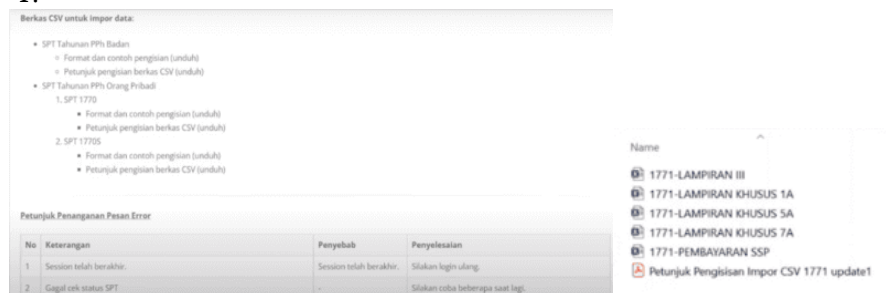 Berkas CSV untuk impor data:
SPT Tahunan PPh Badan
Format dan contoh pengisian (unduh)
Petunjuk pengisian berkas CSV (unduh)
SPT Tahunan PPh Orang Pribadi
1. SPT 1770
Format dan contoh pengisian (unduh)
Petunjuk pengisian berkas CSV (unduh)
2. SPT 1770S
Format dan contoh pengisian (unduh)
Petunjuk pengisian berkas CSV (unduh)
Petunjuk Penanganan Pesan Error
No Keterangan Penyebab Penyelesaian
1 Session telah berakhir. Session telah berakhir. Silakan login ulang.
2 Gagal cek status SPT - Silakan coba beberapa saat lagi.
Name
1771-LAMPIRAN III
1771-LAMPIRAN KHUSUS 1A
1771-LAMPIRAN KHUSUS 5A
1771-LAMPIRAN KHUSUS 7A
1771-PEMBAYARAN SSP
Petunjuk Pengisisan Impor CSV 1771 update1